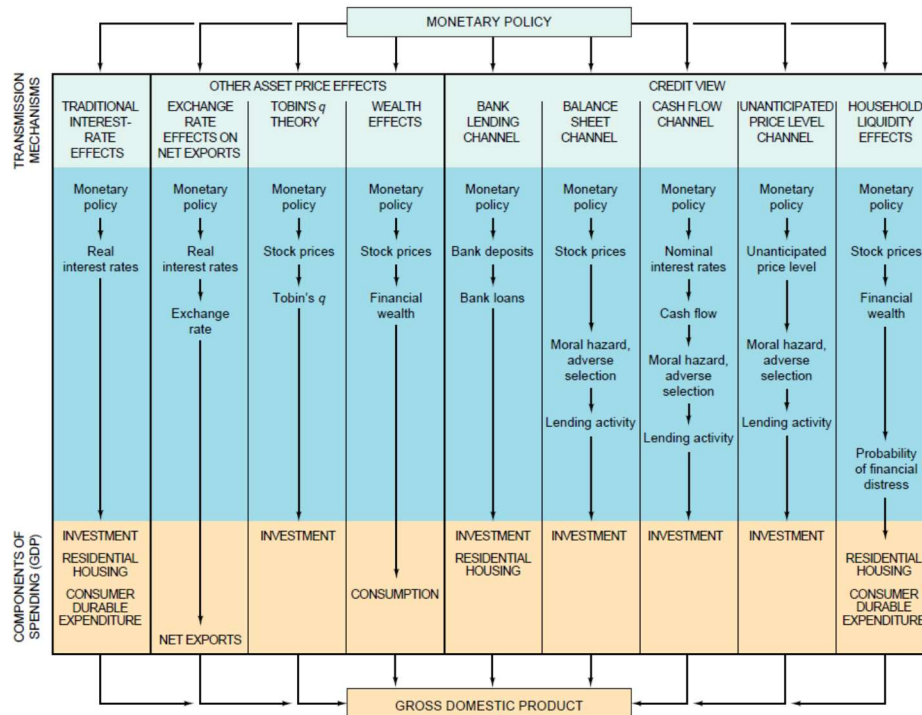 MONETARY POLICY
TRANSMISSION
MECHANISMS
OTHER ASSET PRICE EFFECTS
CREDIT VIEW
TRADITIONAL
INTEREST-
RATE
EFFECTS
EXCHANGE
RATE
EFFECTS ON
NET EXPORTS
TOBIN'S q
THEORY
WEALTH
EFFECTS
BANK
LENDING
CHANNEL
BALANCE
SHEET
CHANNEL
CASH FLOW
CHANNEL
UNANTICIPATED
PRICE LEVEL
CHANNEL
HOUSEHOLD
LIQUIDITY
EFFECTS
Monetary
policy
Real
interest rates
Monetary
policy
Real
interest rates
Exchange
rate
Monetary
policy
Stock prices
Tobin's q
Monetary
policy
Stock prices
Financial
wealth
Monetary
policy
Bank deposits
Bank loans
Monetary
policy
Stock prices
Moral hazard,
adverse
selection
Lending activity
Monetary
policy
Nominal
interest rates
Cash flow
Moral hazard,
adverse
selection
Lending activity
Monetary
policy
Unanticipated
price level
Moral hazard,
adverse
selection
Lending activity
Monetary
policy
Stock prices
Financial
wealth
Probability
of financial
distress
COMPONENTS OF
SPENDING (GDP)
INVESTMENT
RESIDENTIAL
HOUSING
CONSUMER
DURABLE
EXPENDITURE
NET EXPORTS
INVESTMENT
CONSUMPTION
INVESTMENT
RESIDENTIAL
HOUSING
INVESTMENT
INVESTMENT
INVESTMENT
RESIDENTIAL
HOUSING
CONSUMER
DURABLE
EXPENDITURE
GROSS DOMESTIC PRODUCT